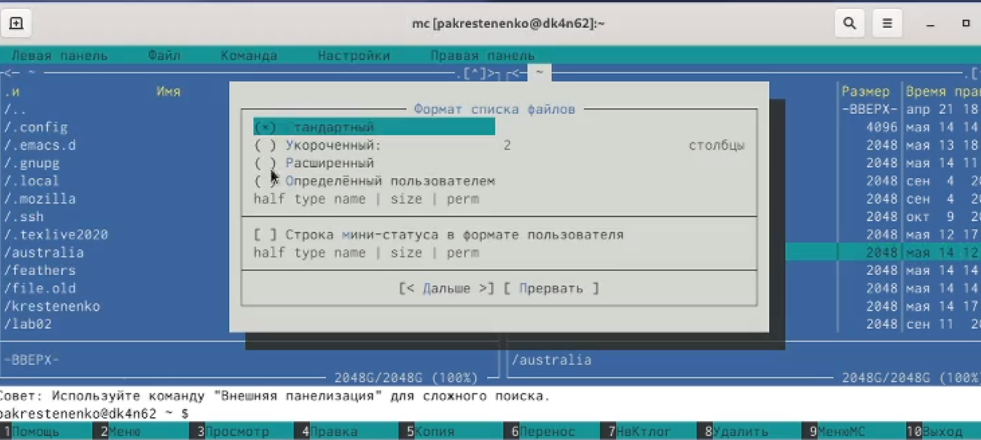 mc [pakrestenenko@dk4n62]:~
Левая панель Файл Команда Настройки Правая панель
<- ~ .[^]> <- ~ .[
.и Имя Размер Время пра
/.. -ВВЕРХ- апр 21 18
/.config 4096 мая 14 14
/.emacs.d 2048 мая 13 18
/.gnupg 2048 мая 14 11
/.local 2048 сен 4 20
/.mozilla 2048 сен 4 20
/.ssh 2048 окт 9 20
/.texlive2020 2048 мая 12 17
/australia 2048 мая 14 12
/feathers 2048 мая 14 14
/file.old 2048 мая 14 14
/krestenenko 2048 мая 14 17
/lab02 2048 сен 11 20
Формат списка файлов
(*) тандартный
( ) Укороченный: 2 столбцы
( ) Расширенный
( ) Определённый пользователем
half type name | size | perm
[ ] Строка мини-статуса в формате пользователя
half type name | size | perm
[< Дальше >] [ Прервать ]
-ВВЕРХ- /australia
2048G/2048G (100%) 2048G/2048G (100%)
Совет: Используйте команду "Внешняя панелизация" для сложного поиска.
pakrestenenko@dk4n62 ~ $
1Помощь 2Меню 3Просмотр 4Правка 5Копия 6Перенос 7НвКтлог 8Удалить 9МенюМС 10Выход